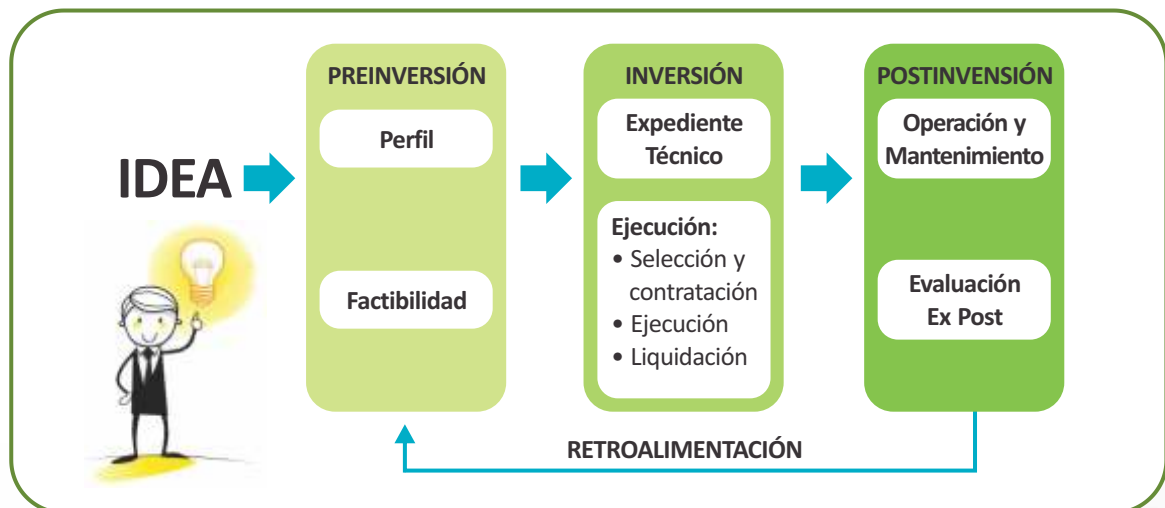 IDEA
PREINVERSIÓN
Perfil
Factibilidad
INVERSIÓN
Expediente
Técnico
Ejecución:
• Selección y
contratación
• Ejecución
• Liquidación
POSTINVENSIÓN
Operación y
Mantenimiento
Evaluación
Ex Post
RETROALIMENTACIÓN